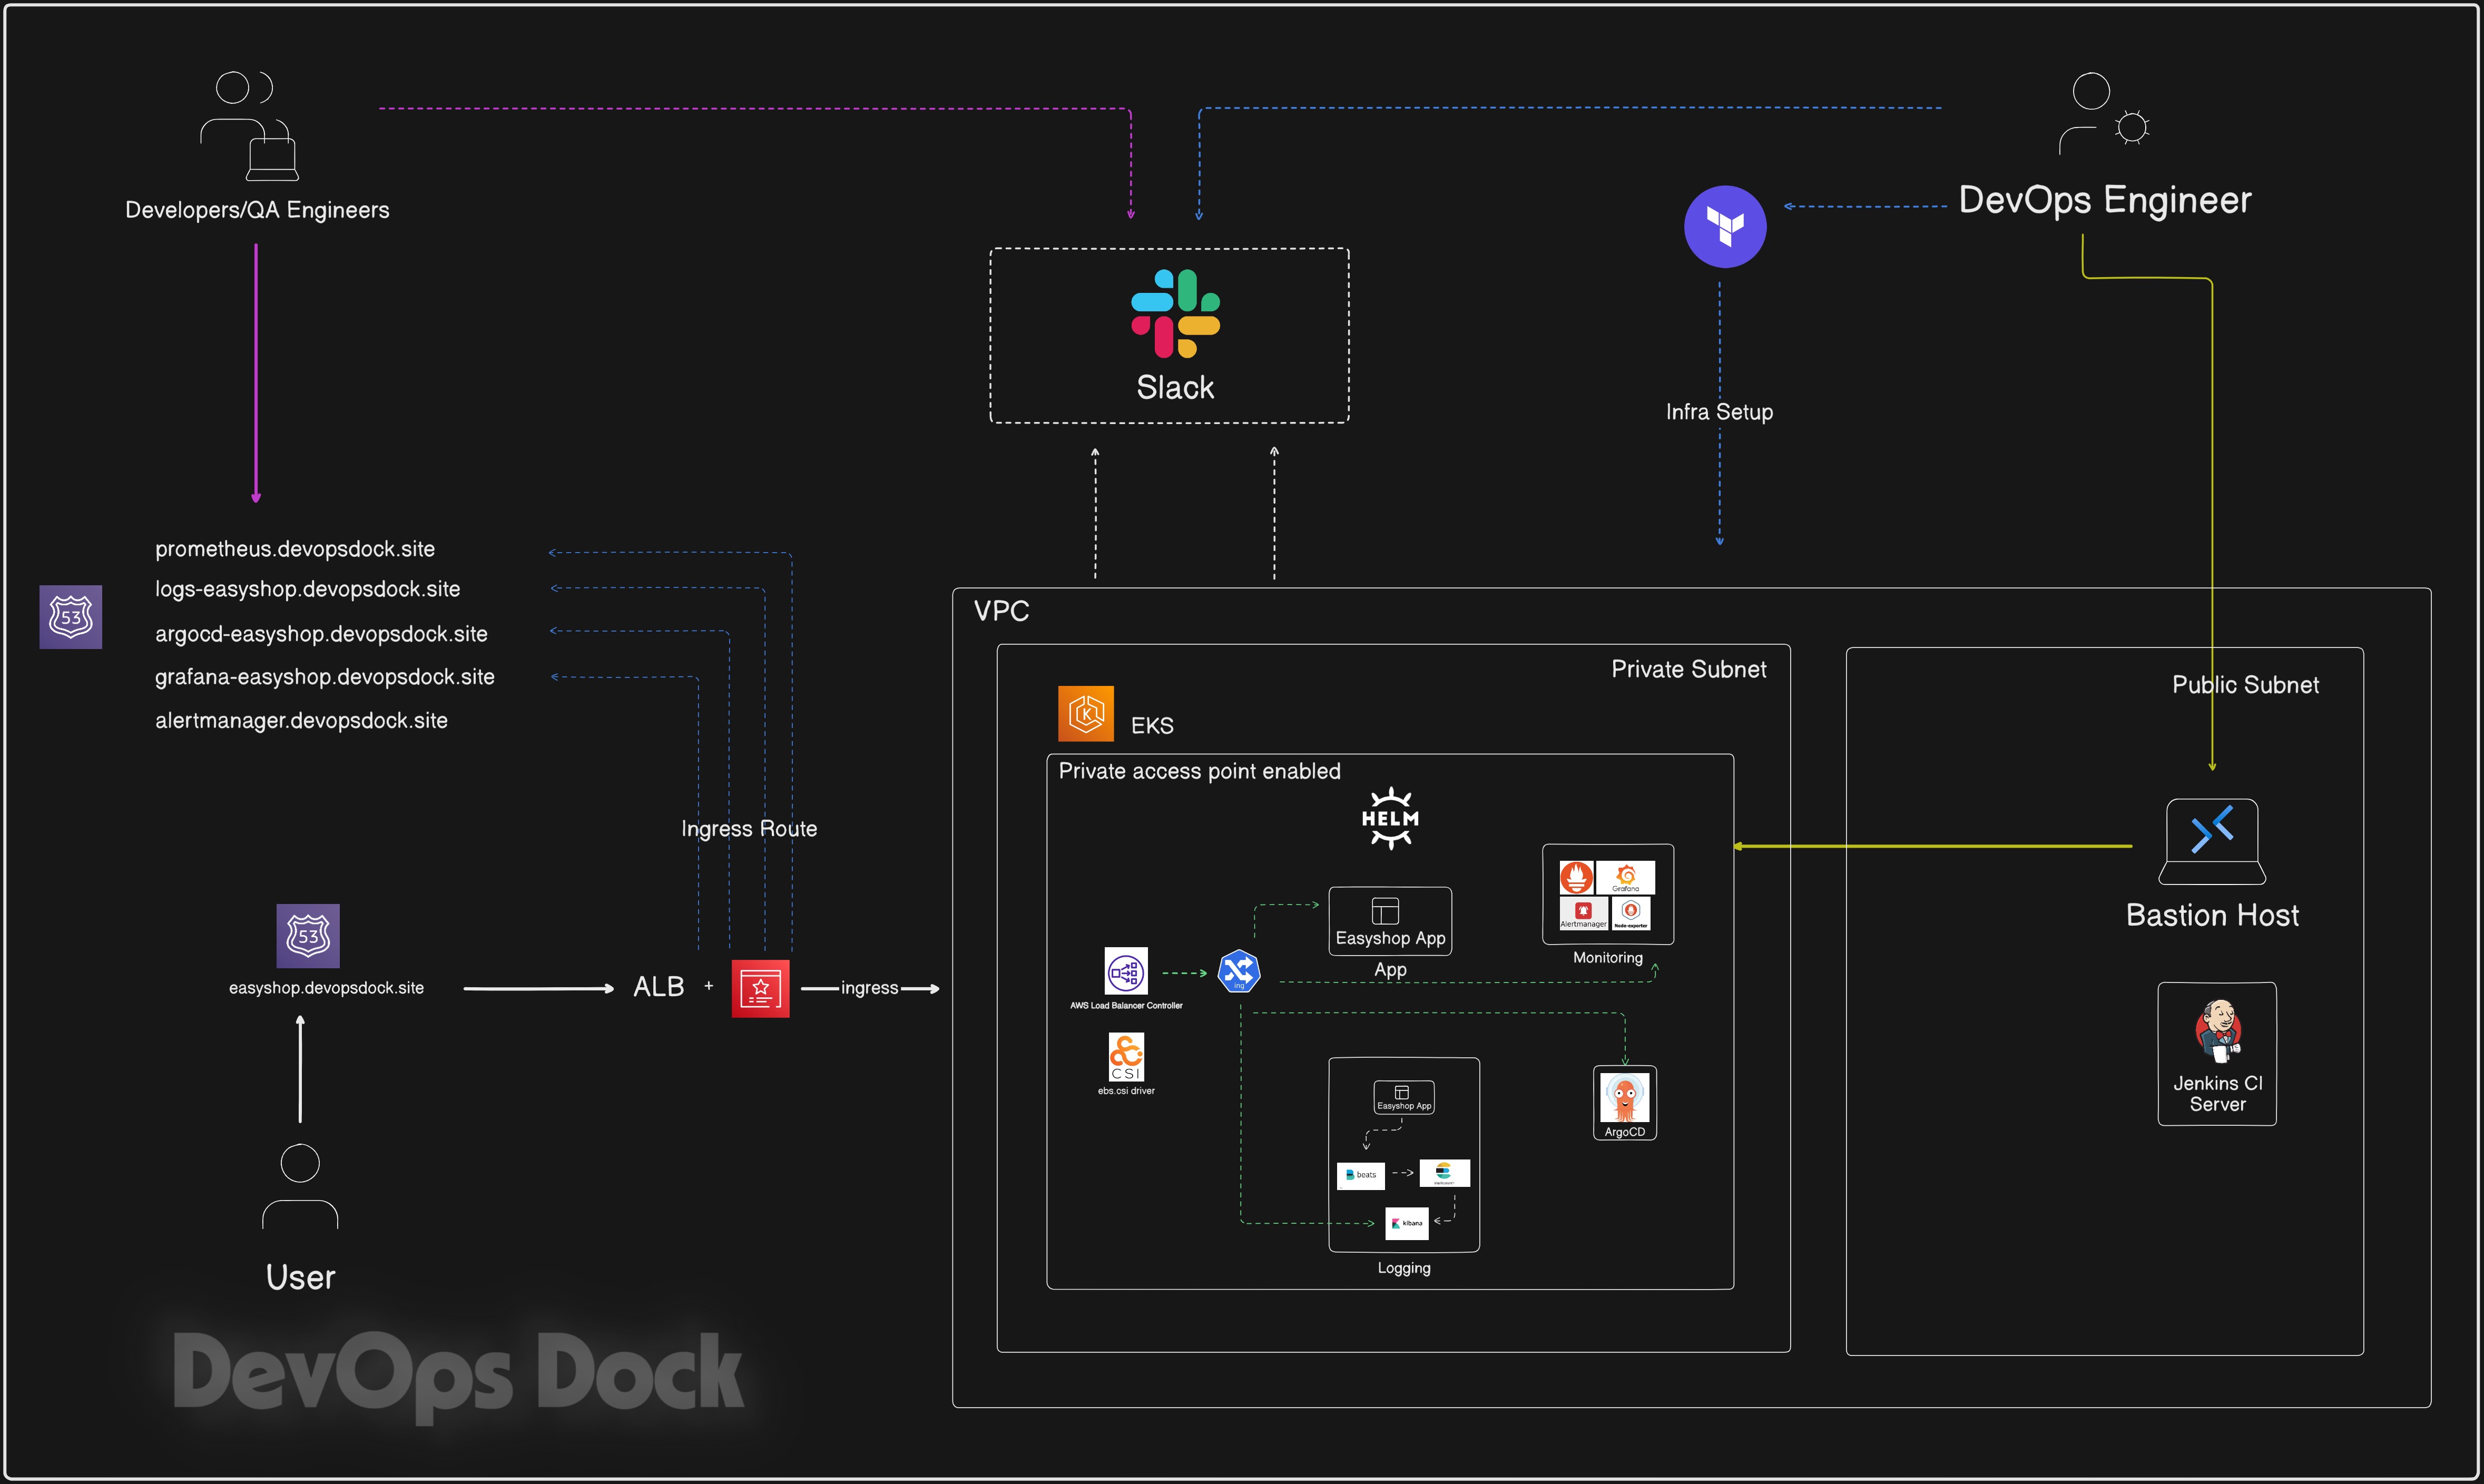 Developers/QA Engineers
DevOps Engineer
Slack
Infra Setup
prometheus.devopsdock.site
logs-easyshop.devopsdock.site
argocd-easyshop.devopsdock.site
grafana-easyshop.devopsdock.site
alertmanager.devopsdock.site
53
Ingress Route
53
easyshop.devopsdock.site
ALB +
ingress
User
DevOps Dock
VPC
Private Subnet
K
EKS
Private access point enabled
HELM
Easyshop App
App
Grafana
Alertmanager
Node-exporter
Monitoring
ing
AWS Load Balancer Controller
CSI
ebs.csi driver
Easyshop App
beats
kibana
Logging
ArgoCD
Public Subnet
Bastion Host
Jenkins CI
Server